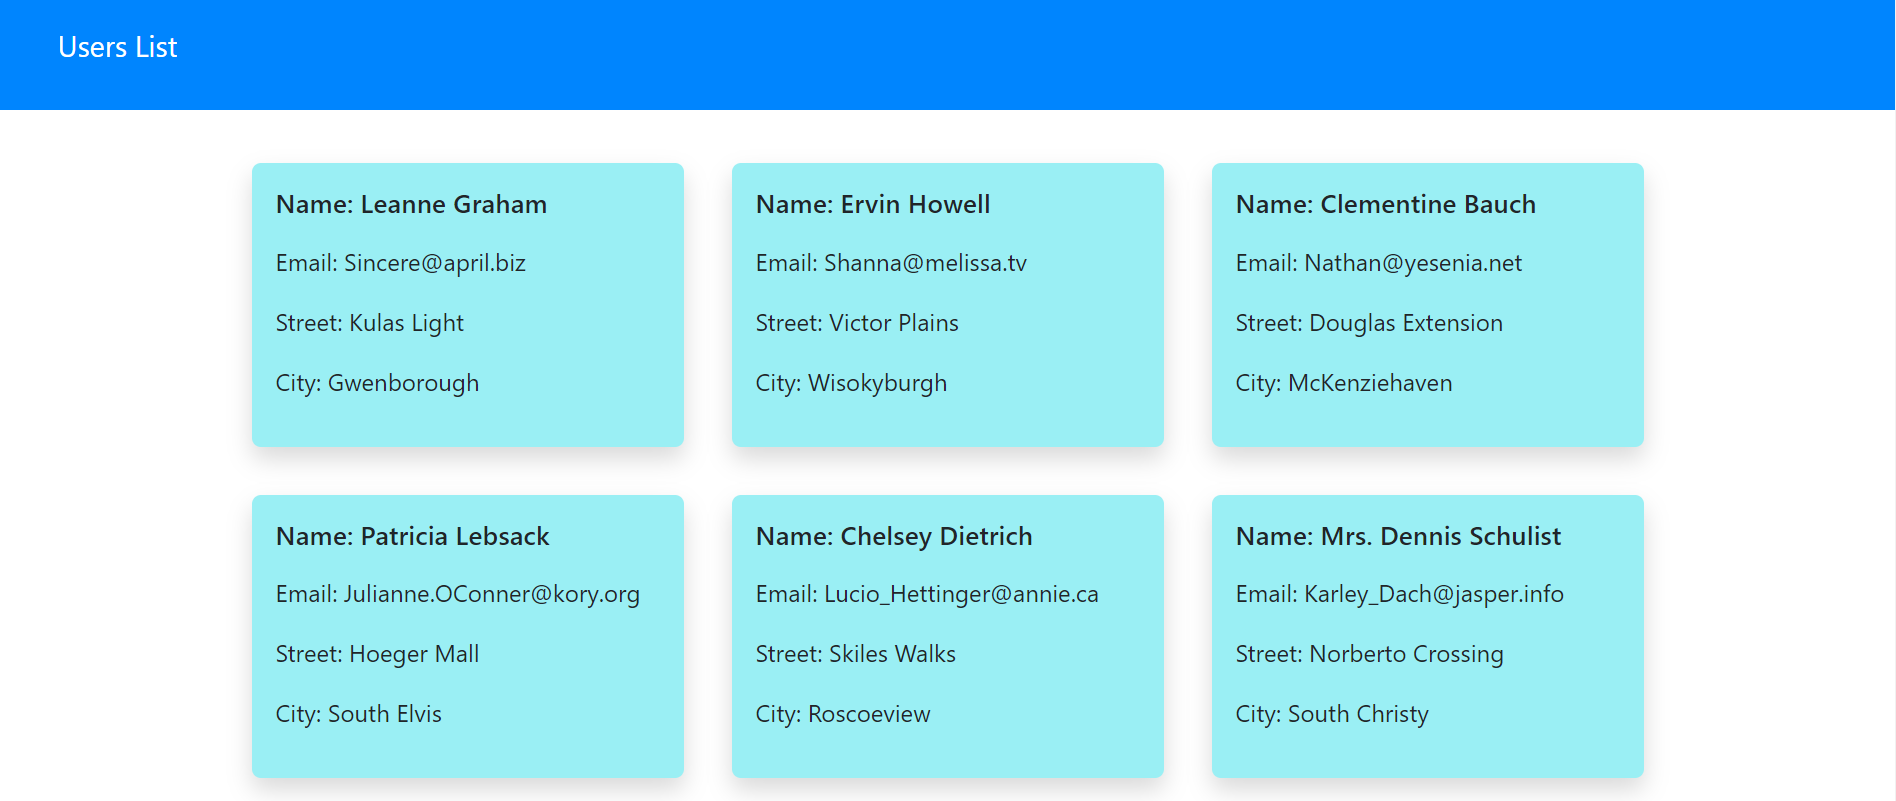 Users List
Name: Leanne Graham
Email: Sincere@april.biz
Street: Kulas Light
City: Gwenborough
Name: Ervin Howell
Email: Shanna@melissa.tv
Street: Victor Plains
City: Wisokyburgh
Name: Clementine Bauch
Email: Nathan@yesenia.net
Street: Douglas Extension
City: McKenziehaven
Name: Patricia Lebsack
Email: Julianne.OConner@kory.org
Street: Hoeger Mall
City: South Elvis
Name: Chelsey Dietrich
Email: Lucio_Hettinger@annie.ca
Street: Skiles Walks
City: Roscoeview
Name: Mrs. Dennis Schulist
Email: Karley_Dach@jasper.info
Street: Norberto Crossing
City: South Christy